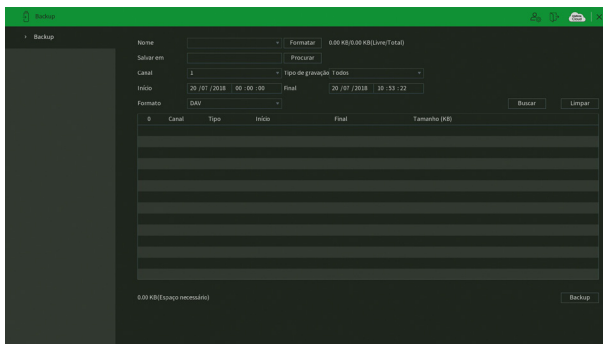 Backup
Backup
Nome Formatar 0.00 KB/0.00 KB(Livre/Total)
Salvar em Procurar
Canal 1 Tipo de gravação Todos
Início 20 /07 /2018 00 :00 :00 Final 20 /07 /2018 10 :53 :22
Formato DAV Buscar Limpar
0 Canal Tipo Início Final Tamanho (KB)
0.00 KB(Espaço necessário) Backup